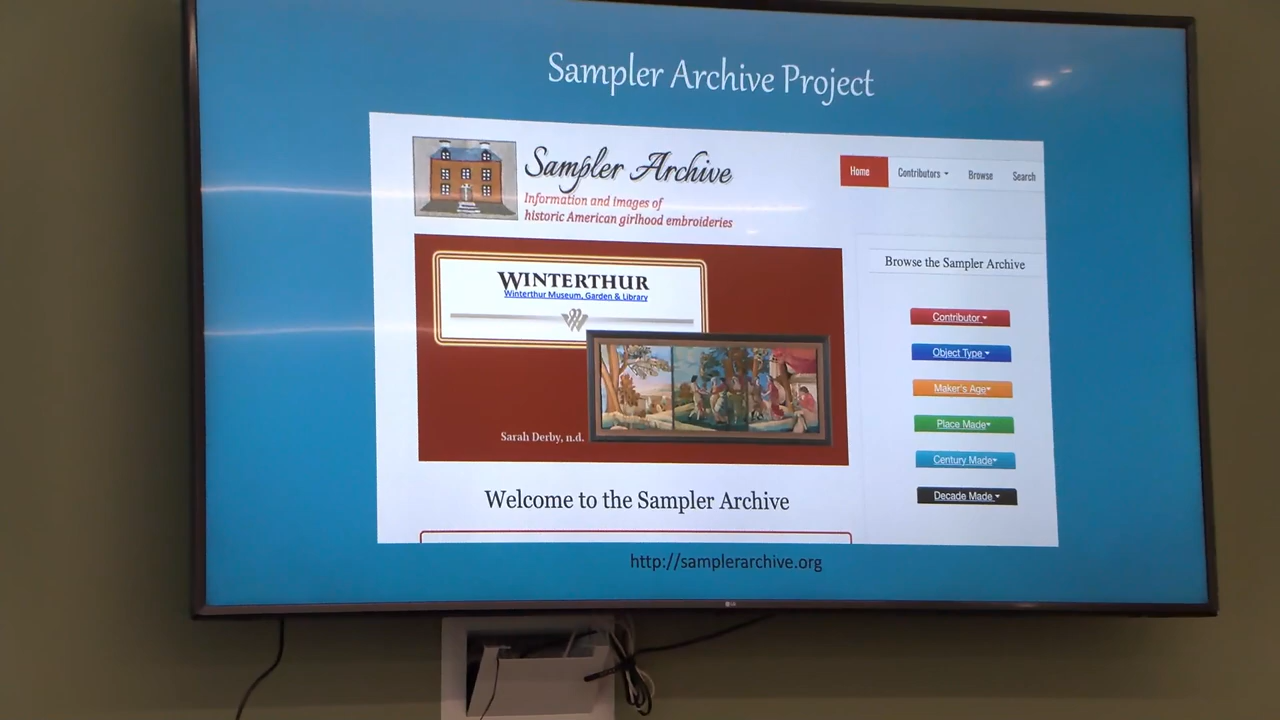 Sampler Archive Project
Sampler Archive
Information and images of
historic American girlhood embroideries
Home
Contributors
Browse
Search
WINTERTHUR
Winterthur Museum, Garden & Library
Sarah Derby, n.d.
Browse the Sampler Archive
Contributor
Object Type
Maker's Age
Place Made
Century Made
Decade Made
Welcome to the Sampler Archive
http://samplerarchive.org
LG